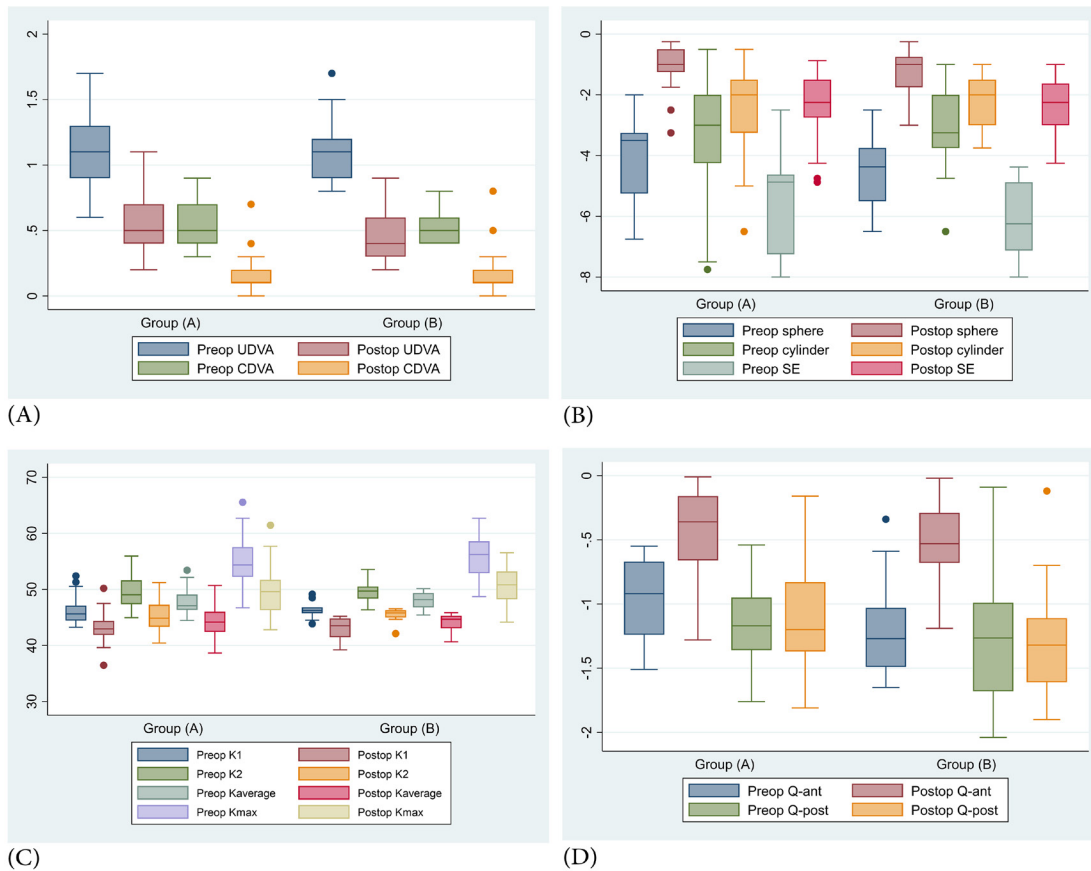 2
1.5
1
.5
0
Group (A)
Group (B)
Preop UDVA
Postop UDVA
Preop CDVA
Postop CDVA
(A)
0
-2
-4
-6
-8
Group (A)
Group (B)
Preop sphere
Postop sphere
Preop cylinder
Postop cylinder
Preop SE
Postop SE
(B)
70
60
50
40
30
Group (A)
Group (B)
Preop K1
Postop K1
Preop K2
Postop K2
Preop Kaverage
Postop Kaverage
Preop Kmax
Postop Kmax
(C)
0
-.5
-1
-1.5
-2
Group (A)
Group (B)
Preop Q-ant
Postop Q-ant
Preop Q-post
Postop Q-post
(D)